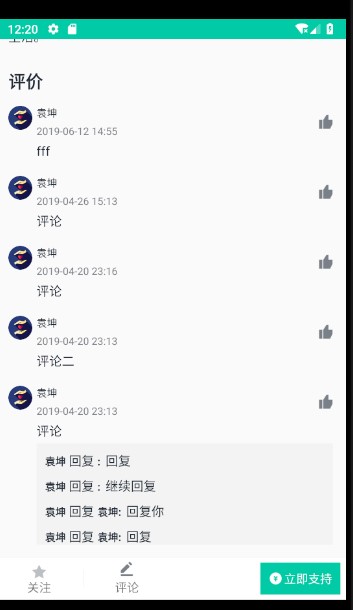 12:20
生活。
评价
袁坤
2019-06-12 14:55
fff
袁坤
2019-04-26 15:13
评论
袁坤
2019-04-20 23:16
评论
袁坤
2019-04-20 23:13
评论二
袁坤
2019-04-20 23:13
评论
袁坤 回复 : 回复
袁坤 回复 : 继续回复
袁坤 回复 袁坤: 回复你
袁坤 回复 袁坤: 回复
关注
评论
¥ 立即支持